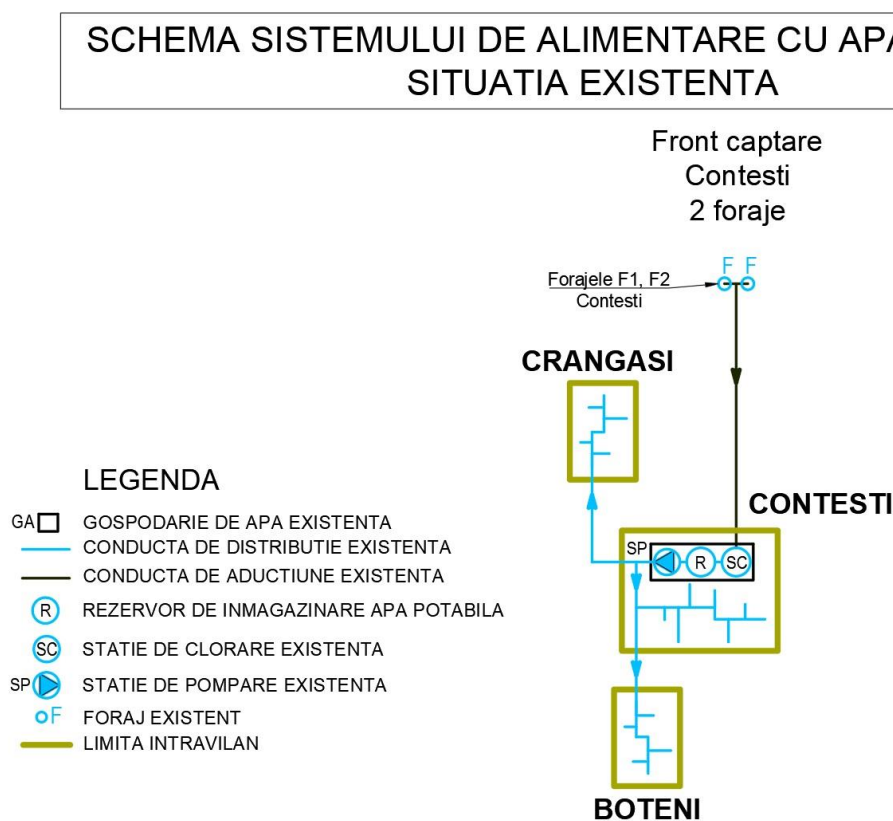 SCHEMA SISTEMULUI DE ALIMENTARE CU APA
SITUATIA EXISTENTA
Front captare
Contesti
2 foraje
F F
Forajele F1, F2
Contesti
CRANGASI
CONTESTI
SP
R
SC
BOTENI
LEGENDA
GA GOSPODARIE DE APA EXISTENTA
CONDUCTA DE DISTRIBUTIE EXISTENTA
CONDUCTA DE ADUCTIUNE EXISTENTA
R REZERVOR DE INMAGAZINARE APA POTABILA
SC STATIE DE CLORARE EXISTENTA
SP STATIE DE POMPARE EXISTENTA
F FORAJ EXISTENT
LIMITA INTRAVILAN